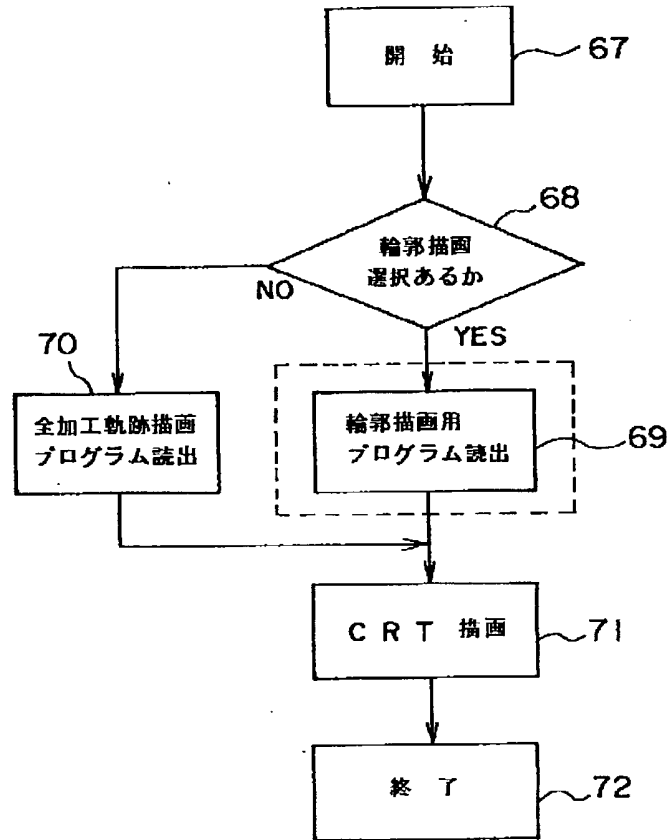 開始
67
68
輪郭描画
選択あるか
NO
YES
70
全加工軌跡描画
プログラム読出
輪郭描画用
プログラム読出
69
CRT 描画
71
終了
72